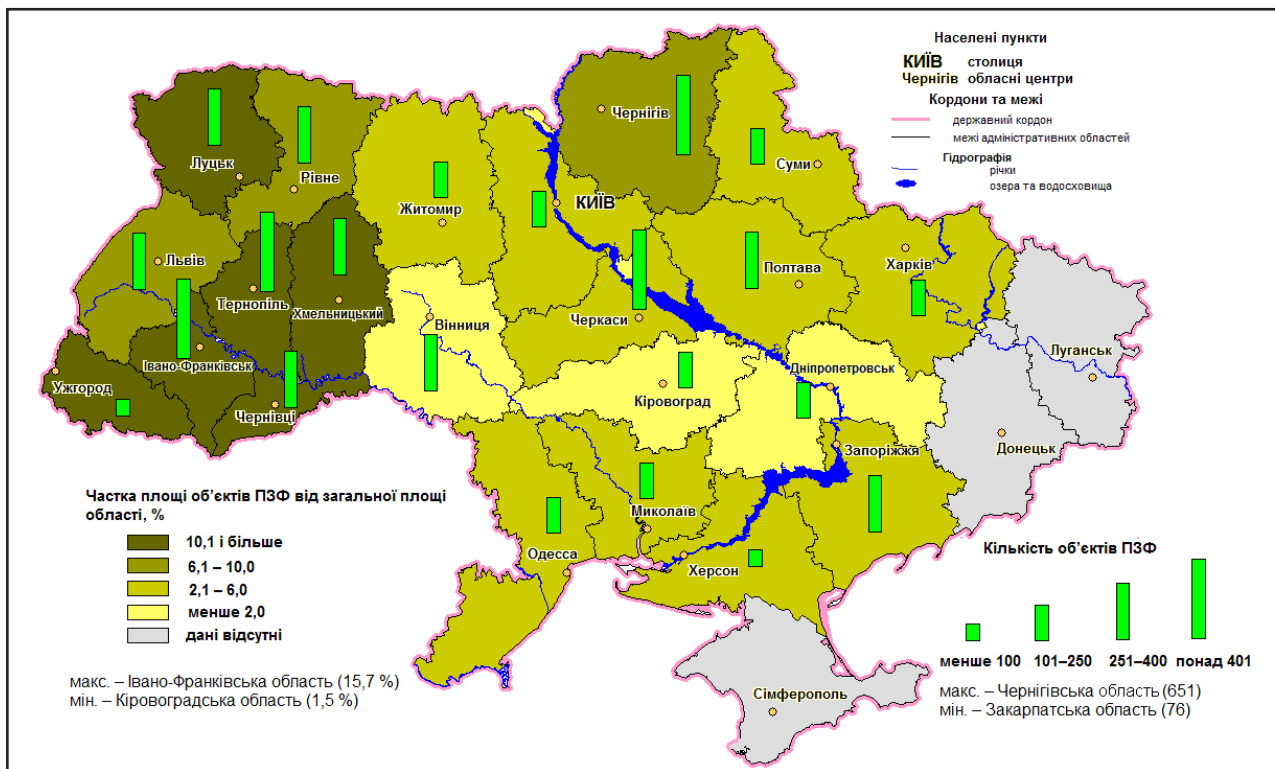 Населені пункти
КИЇВ столиця
Чернігів обласні центри
Кордони та межі
державний кордон
межі адміністративних областей
Гідрографія
річки
озера та водосховища
Чернігів
Луцьк
Рівне
Суми
Житомир
КИЇВ
Львів
Харків
Полтава
Тернопіль
Хмельницький
Вінниця
Черкаси
Івано-Франківськ
Луганськ
Ужгород
Дніпропетровськ
Кіровоград
Чернівці
Запоріжжя
Донецьк
Миколаїв
Одесса
Херсон
Сімферополь
Частка площі об’єктів ПЗФ від загальної площі
області, %
10,1 і більше
6,1 – 10,0
2,1 – 6,0
менше 2,0
дані відсутні
макс. – Івано-Франківська область (15,7 %)
мін. – Кіровоградська область (1,5 %)
Кількість об’єктів ПЗФ
менше 100 101–250 251–400 понад 401
макс. – Чернігівська область (651)
мін. – Закарпатська область (76)